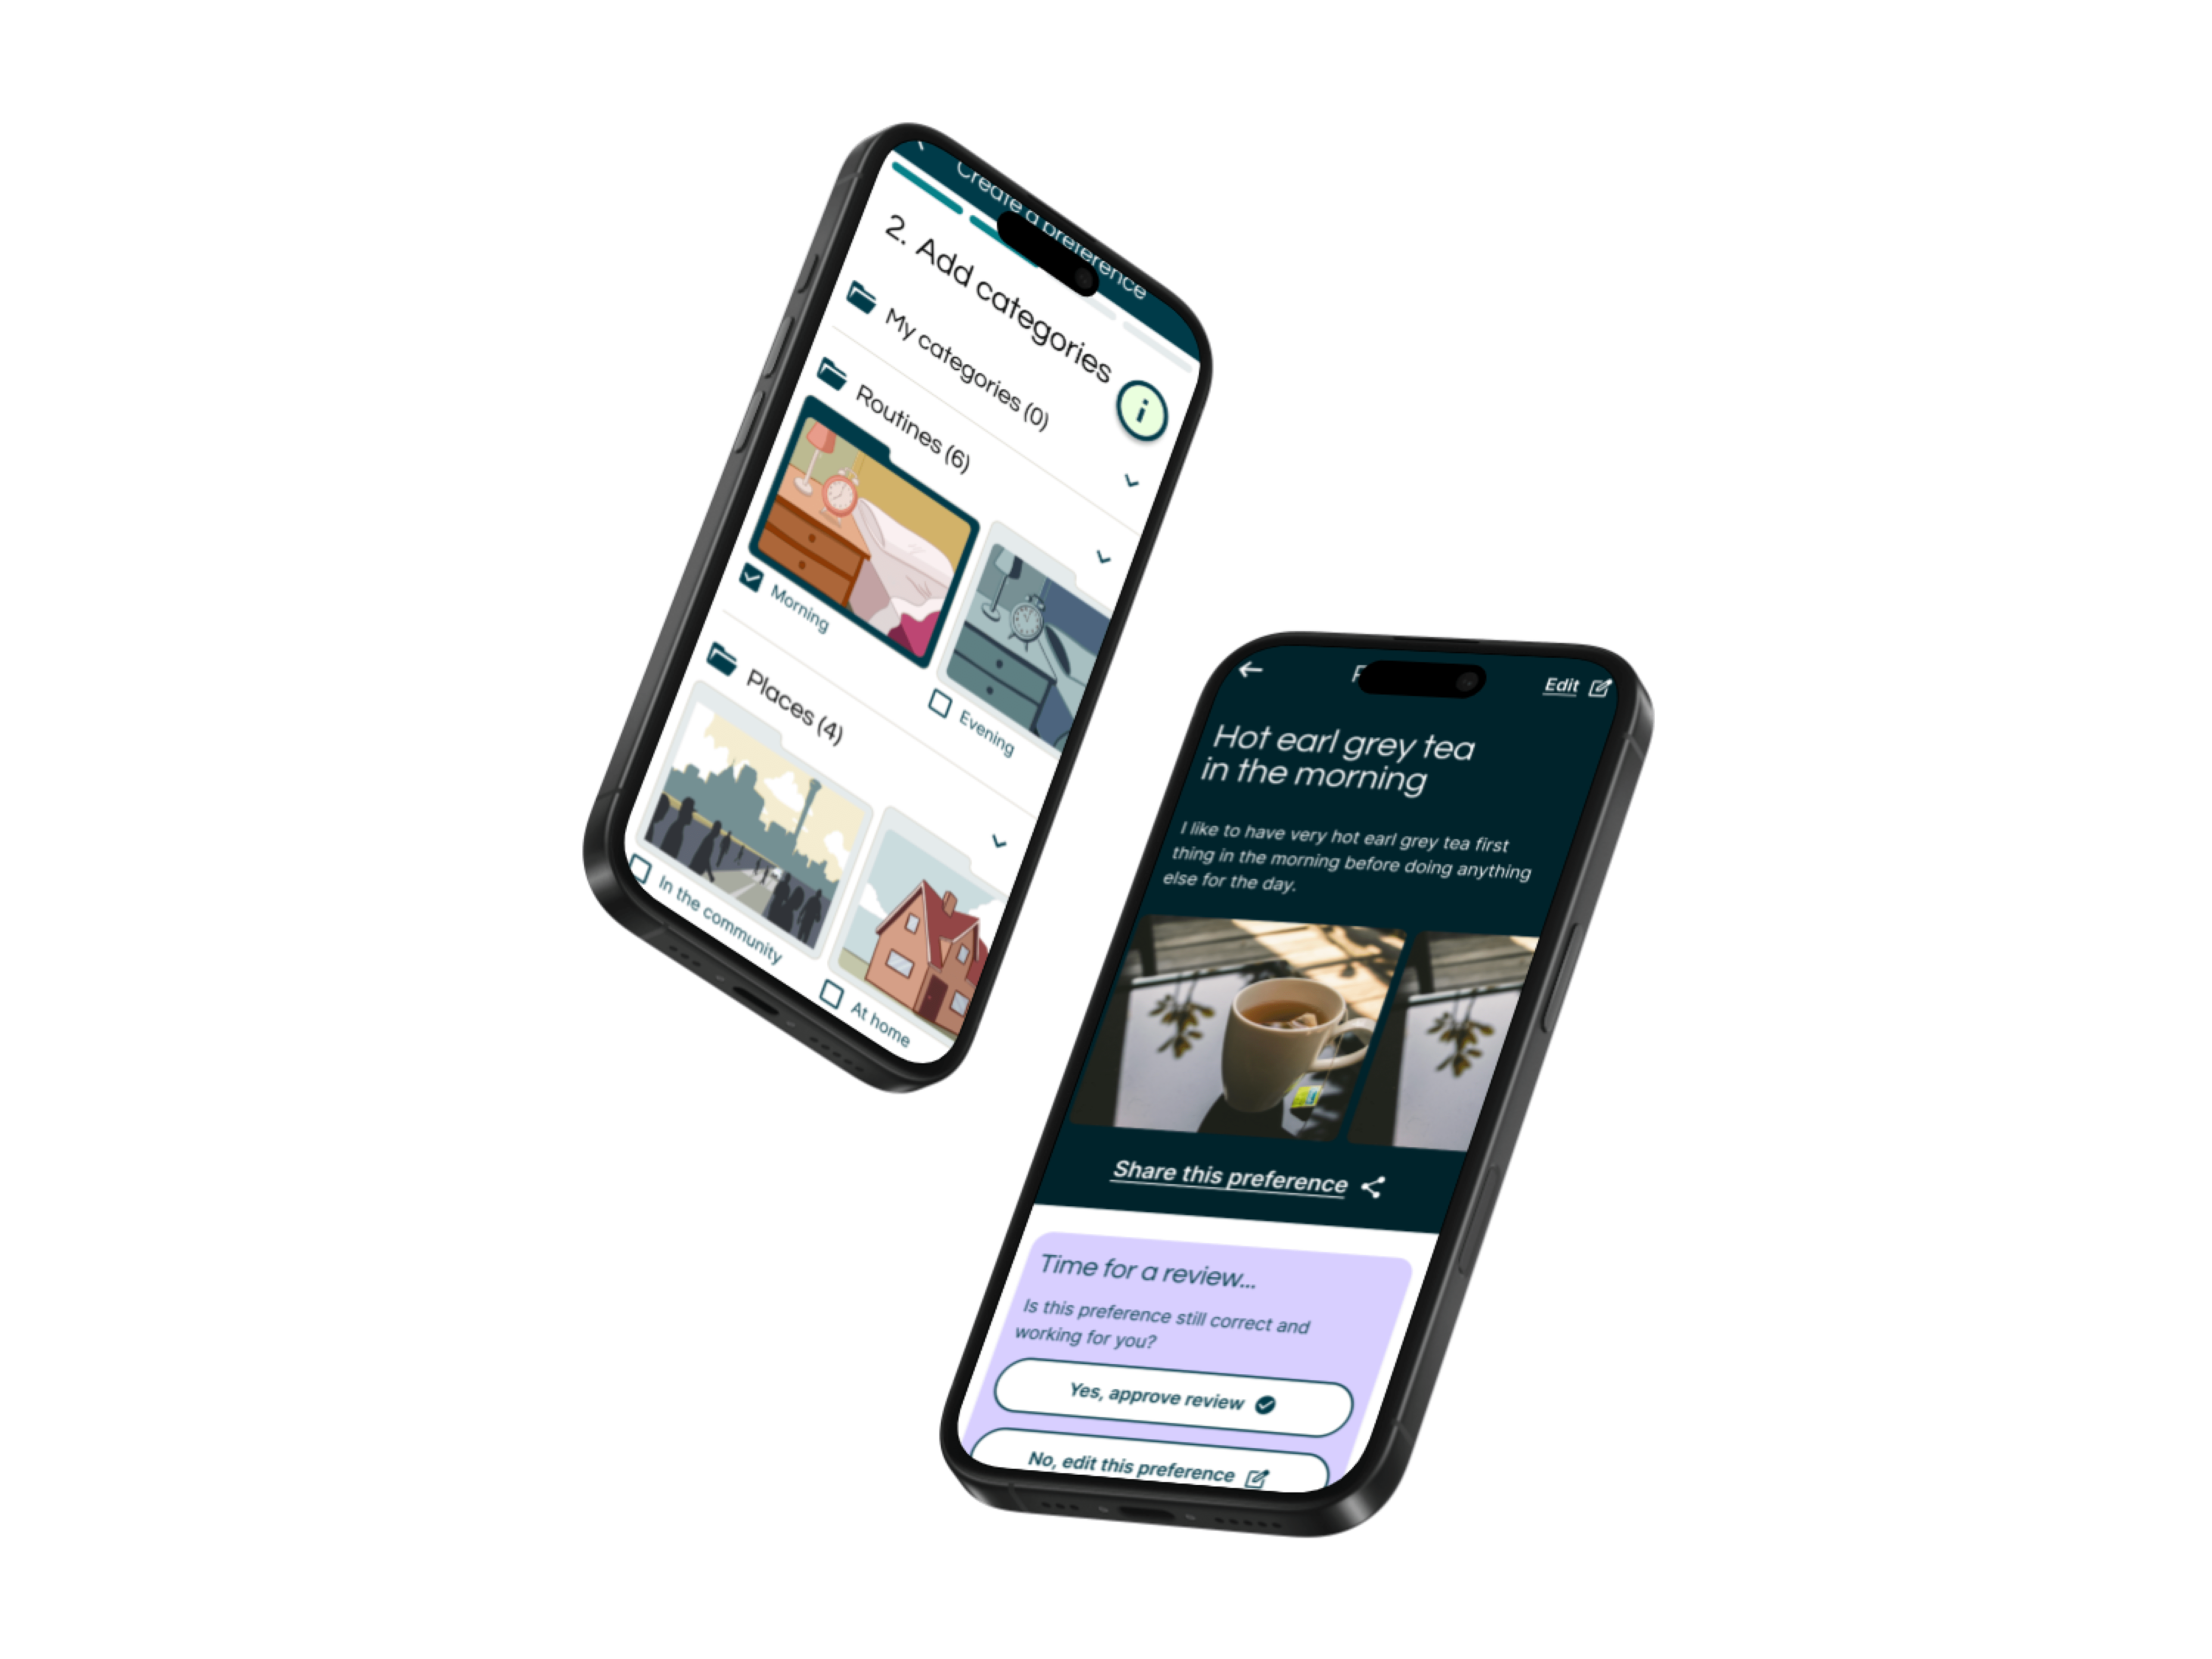 Create a preference
2. Add categories
My categories (0)
i
Routines (6)
Morning
Evening
Places (4)
In the community
At home
Edit
Hot earl grey tea
in the morning
I like to have very hot earl grey tea first
thing in the morning before doing anything
else for the day.
Share this preference
Time for a review...
Is this preference still correct and
working for you?
Yes, approve review
No, edit this preference